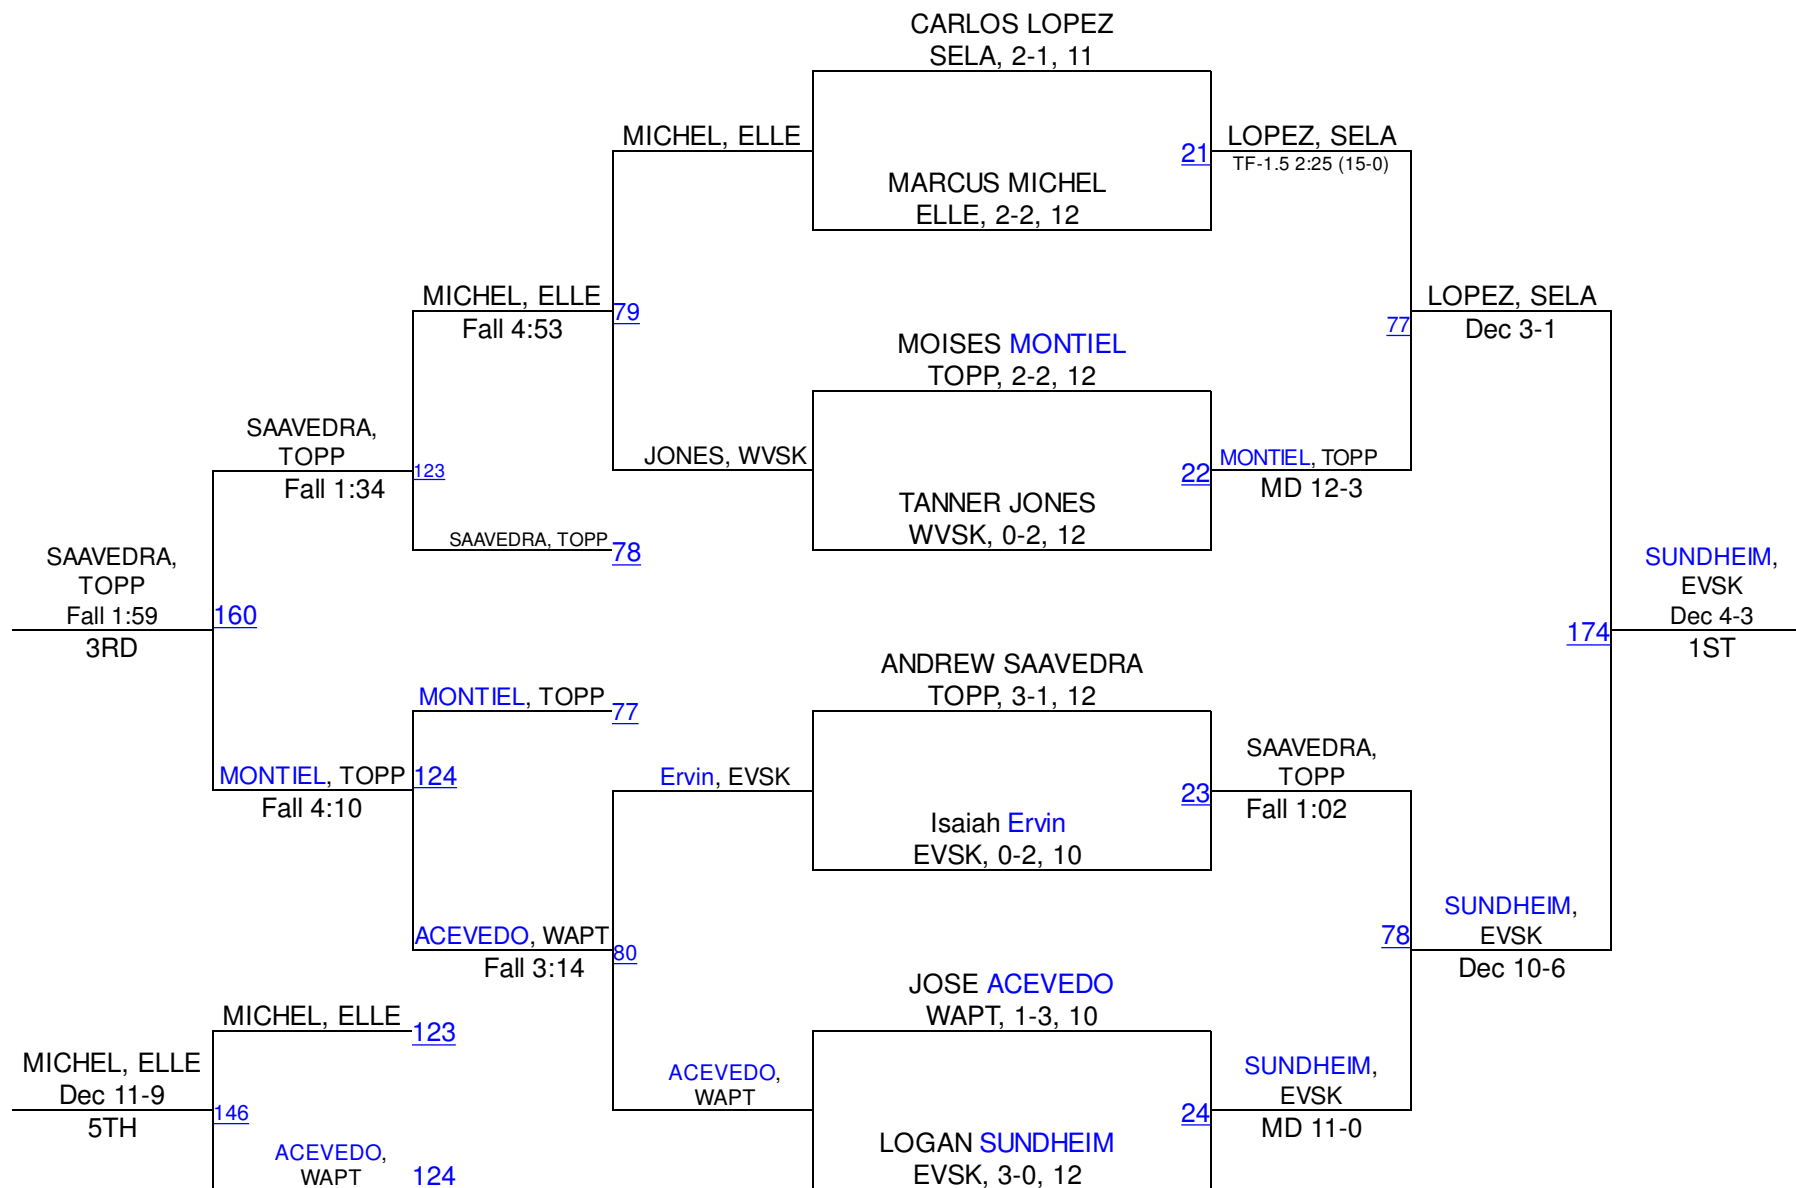 CARLOS LOPEZ
SELA, 2-1, 11
MICHEL, ELLE
21
LOPEZ, SELA
TF-1.5 2:25 (15-0)
MARCUS MICHEL
ELLE, 2-2, 12
MICHEL, ELLE
Fall 4:53
79
LOPEZ, SELA
Dec 3-1
77
MOISES MONTIEL
TOPP, 2-2, 12
SAAVEDRA,
TOPP
Fall 1:34
123
JONES, WVSK
22
MONTIEL, TOPP
MD 12-3
TANNER JONES
WVSK, 0-2, 12
SAAVEDRA, TOPP
78
SAAVEDRA,
TOPP
Fall 1:59
3RD
160
SUNDHEIM,
EVSK
Dec 4-3
1ST
174
ANDREW SAAVEDRA
TOPP, 3-1, 12
MONTIEL, TOPP
77
MONTIEL, TOPP
Fall 4:10
124
Ervin, EVSK
23
SAAVEDRA,
TOPP
Fall 1:02
Isaiah Ervin
EVSK, 0-2, 10
ACEVEDO, WAPT
Fall 3:14
80
78
SUNDHEIM,
EVSK
Dec 10-6
JOSE ACEVEDO
WAPT, 1-3, 10
MICHEL, ELLE
123
MICHEL, ELLE
Dec 11-9
5TH
146
ACEVEDO,
WAPT
24
SUNDHEIM,
EVSK
MD 11-0
LOGAN SUNDHEIM
EVSK, 3-0, 12
ACEVEDO,
WAPT
124